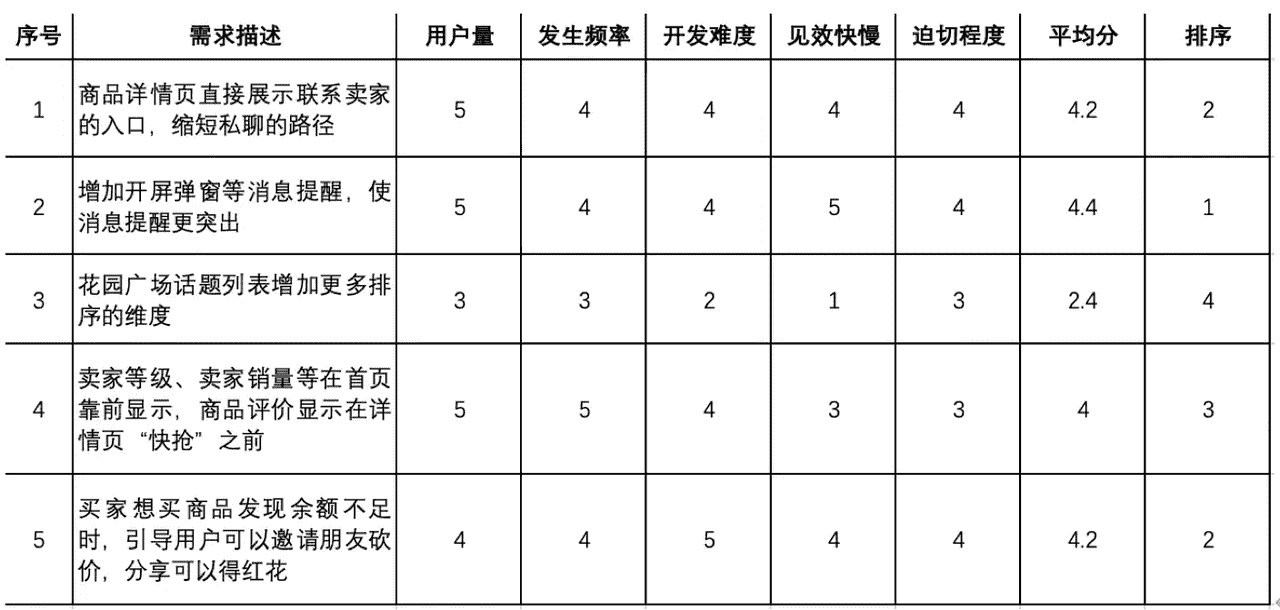 序号 需求描述 用户量 发生频率 开发难度 见效快慢 迫切程度 平均分 排序
1 商品详情页直接展示联系卖家 5 4 4 4 4 4.2 2
的入口，缩短私聊的路径
2 增加开屏弹窗等消息提醒，使 5 4 4 5 4 4.4 1
消息提醒更突出
3 花园广场话题列表增加更多排 3 3 2 1 3 2.4 4
序的维度
卖家等级、卖家销量等在首页
4 靠前显示，商品评价显示在详 5 5 4 3 3 4 3
情页“快抢”之前
买家想买商品发现余额不足
5 时，引导用户可以邀请朋友砍 4 4 5 4 4 4.2 2
价，分享可以得红花